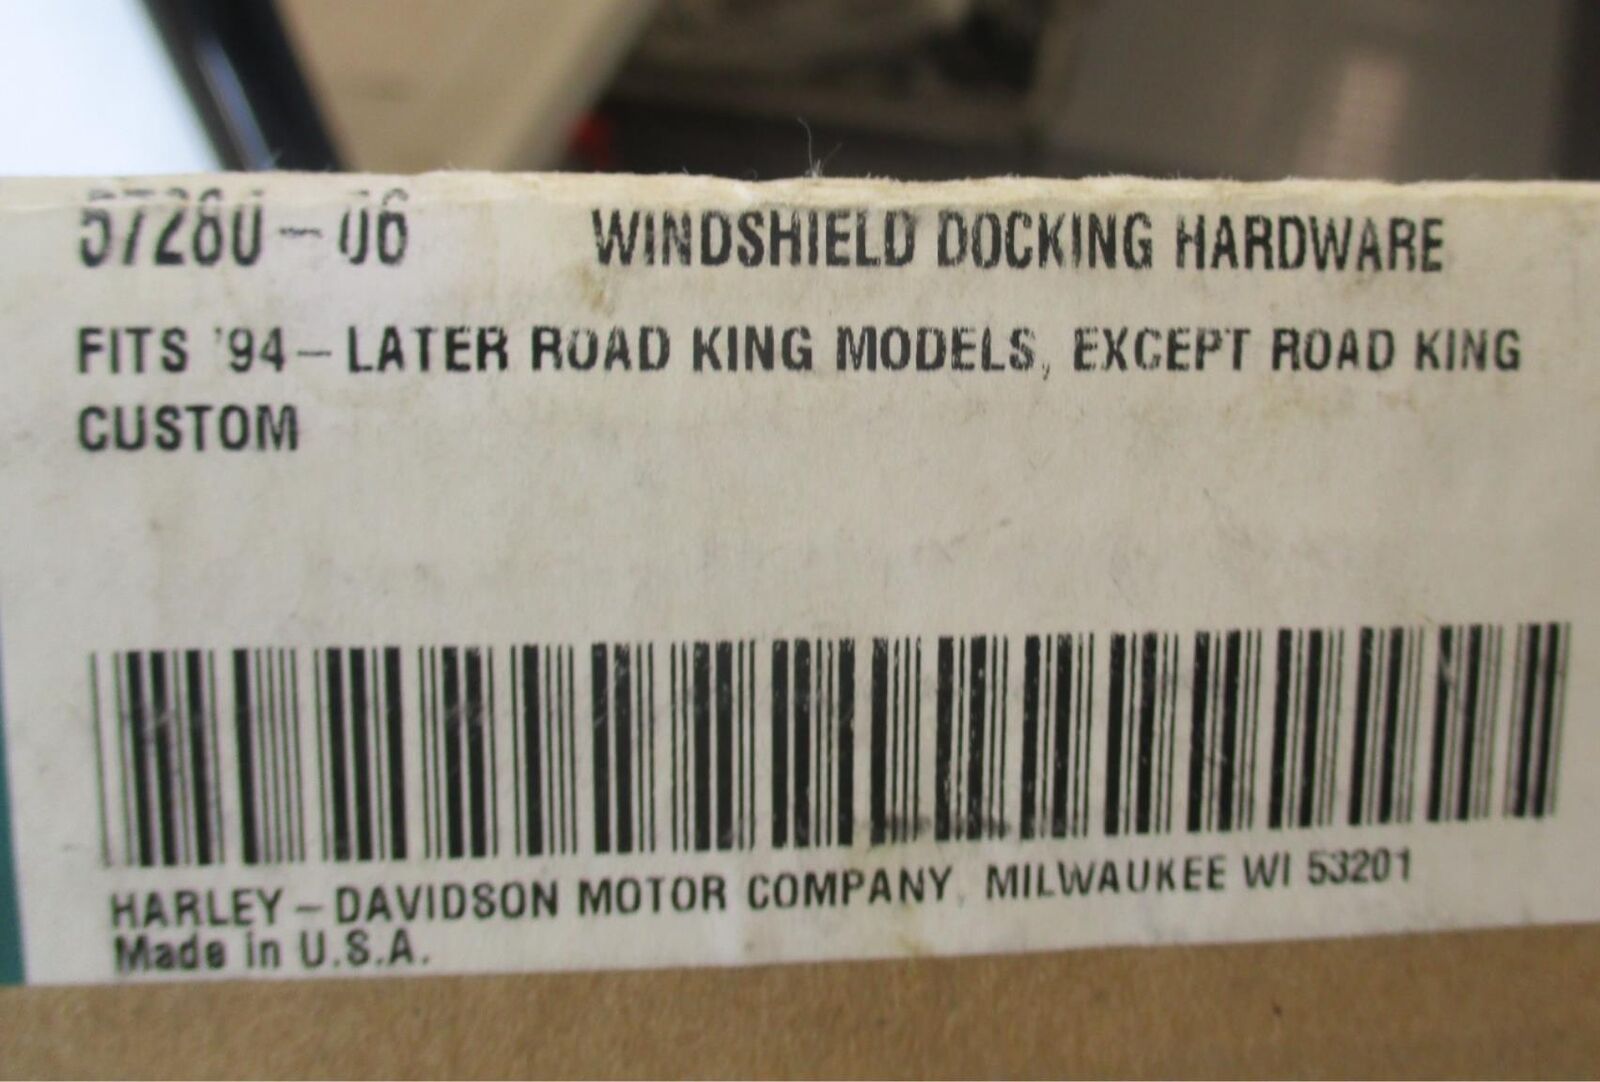 57280-06 WINDSHIELD DOCKING HARDWARE
FITS '94-LATER ROAD KING MODELS, EXCEPT ROAD KING
CUSTOM
HARLEY-DAVIDSON MOTOR COMPANY, MILWAUKEE WI 53201
Made in U.S.A.